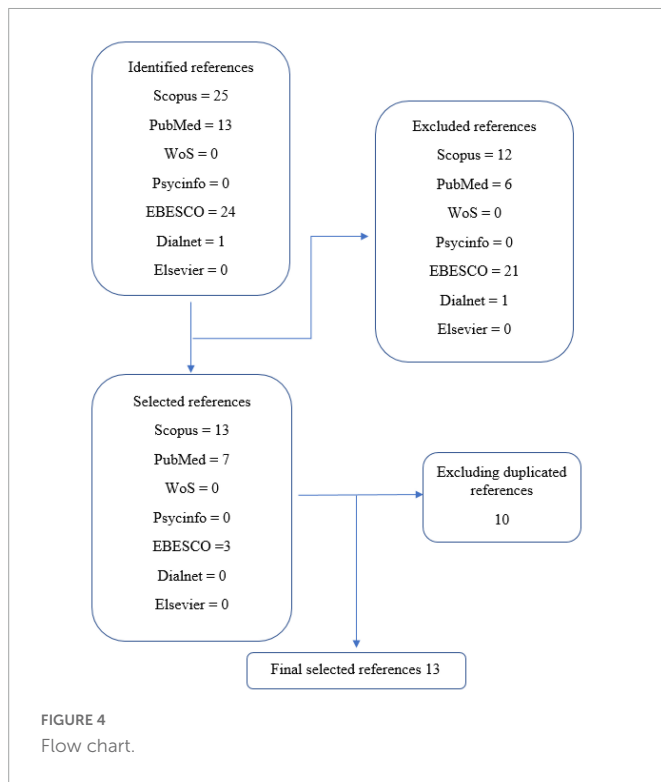 Identified references
Scopus = 25
PubMed = 13
WoS = 0
Psycinfo = 0
EBESCO = 24
Dialnet = 1
Elsevier = 0
Excluded references
Scopus = 12
PubMed = 6
WoS = 0
Psycinfo = 0
EBESCO = 21
Dialnet = 1
Elsevier = 0
Selected references
Scopus = 13
PubMed = 7
WoS = 0
Psycinfo = 0
EBESCO =3
Dialnet = 0
Elsevier = 0
Excluding duplicated
references
10
Final selected references 13
FIGURE 4
Flow chart.